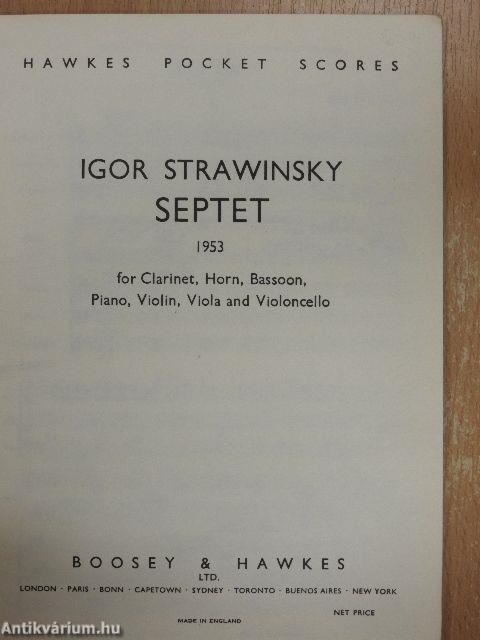 HAWKES POCKET SCORES
IGOR STRAWINSKY
SEPTET
1953
for Clarinet, Horn, Bassoon,
Piano, Violin, Viola and Violoncello
BOOSEY & HAWKES
LTD.
LONDON · PARIS · BONN · CAPETOWN · SYDNEY · TORONTO · BUENOS AIRES · NEW YORK
NET PRICE
MADE IN ENGLAND
Antikvárium.hu